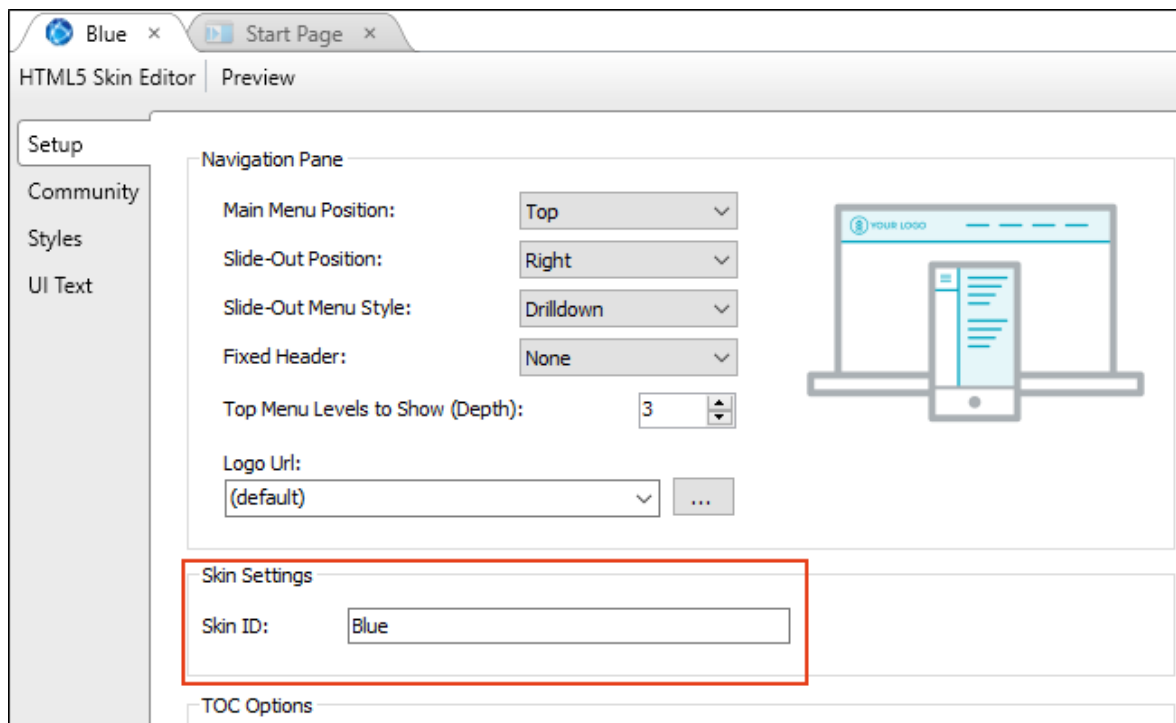 Blue × Start Page ×
HTML5 Skin Editor Preview
Setup
Community
Styles
UI Text
Navigation Pane
Main Menu Position: Top
Slide-Out Position: Right
Slide-Out Menu Style: Drilldown
Fixed Header: None
Top Menu Levels to Show (Depth): 3
Logo Url:
(default) ...
YOUR LOGO
Skin Settings
Skin ID: Blue
TOC Options